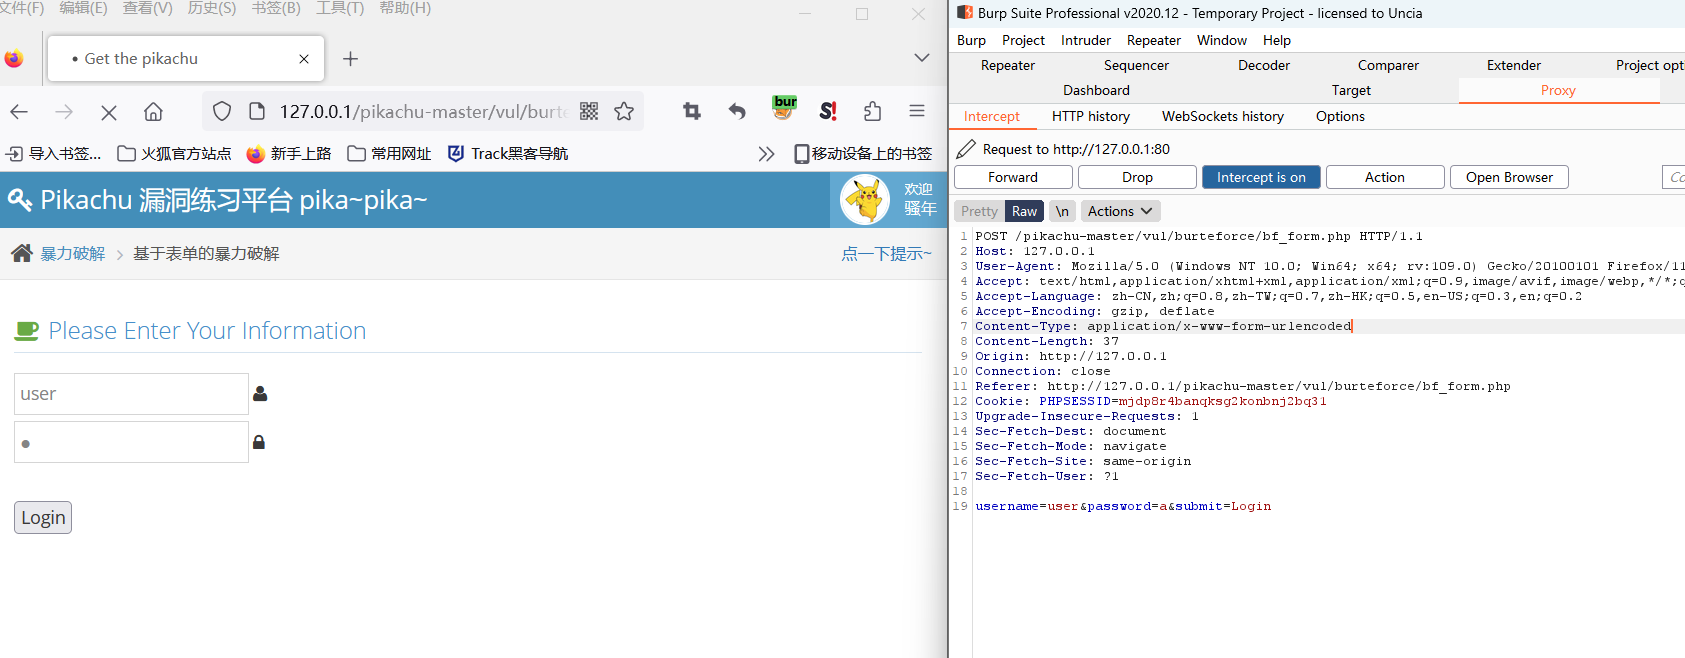 文件(F) 编辑(E) 查看(V) 历史(S) 书签(B) 工具(T) 帮助(H)
• Get the pikachu
127.0.0.1/pikachu-master/vul/burte
bur
S!
导入书签... 火狐官方站点 新手上路 常用网址 Track黑客导航 移动设备上的书签
Pikachu 漏洞练习平台 pika~pika~
欢迎
骚年
暴力破解 > 基于表单的暴力破解 点一下提示~
Please Enter Your Information
user
●
Login
Burp Suite Professional v2020.12 - Temporary Project - licensed to Uncia
Burp Project Intruder Repeater Window Help
Repeater Sequencer Decoder Comparer Extender Project opti
Dashboard Target Proxy
Intercept HTTP history WebSockets history Options
Request to http://127.0.0.1:80
Forward Drop Intercept is on Action Open Browser Co
Pretty Raw \n Actions
1 POST /pikachu-master/vul/burteforce/bf_form.php HTTP/1.1
2 Host: 127.0.0.1
3 User-Agent: Mozilla/5.0 (Windows NT 10.0; Win64; x64; rv:109.0) Gecko/20100101 Firefox/11
4 Accept: text/html,application/xhtml+xml,application/xml;q=0.9,image/avif,image/webp,*/*;q
5 Accept-Language: zh-CN,zh;q=0.8,zh-TW;q=0.7,zh-HK;q=0.5,en-US;q=0.3,en;q=0.2
6 Accept-Encoding: gzip, deflate
7 Content-Type: application/x-www-form-urlencoded
8 Content-Length: 37
9 Origin: http://127.0.0.1
10 Connection: close
11 Referer: http://127.0.0.1/pikachu-master/vul/burteforce/bf_form.php
12 Cookie: PHPSESSID=mjdp8r4banqksg2konbnj2bq31
13 Upgrade-Insecure-Requests: 1
14 Sec-Fetch-Dest: document
15 Sec-Fetch-Mode: navigate
16 Sec-Fetch-Site: same-origin
17 Sec-Fetch-User: ?1
18
19 username=user&password=a&submit=Login